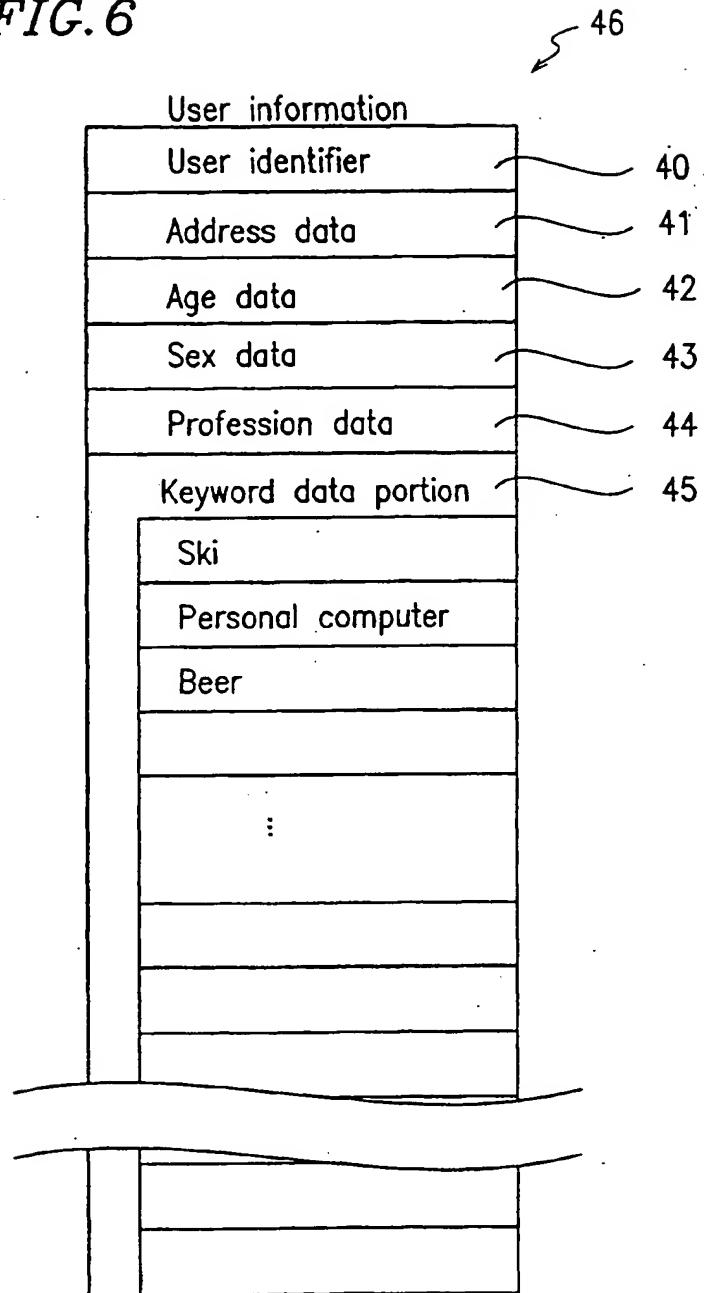 FIG. 6
46
User information
User identifier 40
Address data 41
Age data 42
Sex data 43
Profession data 44
Keyword data portion 45
Ski
Personal computer
Beer
⋮